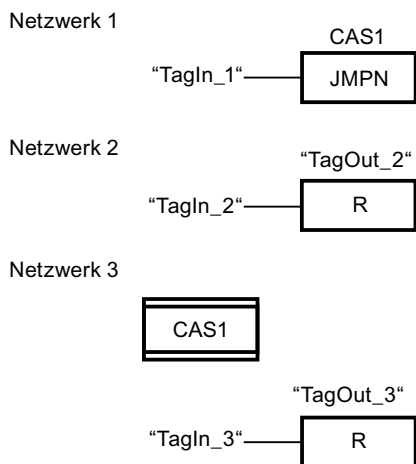 Netzwerk 1
CAS1
“TagIn_1“
JMPN
Netzwerk 2
“TagOut_2“
“TagIn_2“
R
Netzwerk 3
CAS1
“TagOut_3“
“TagIn_3“
R